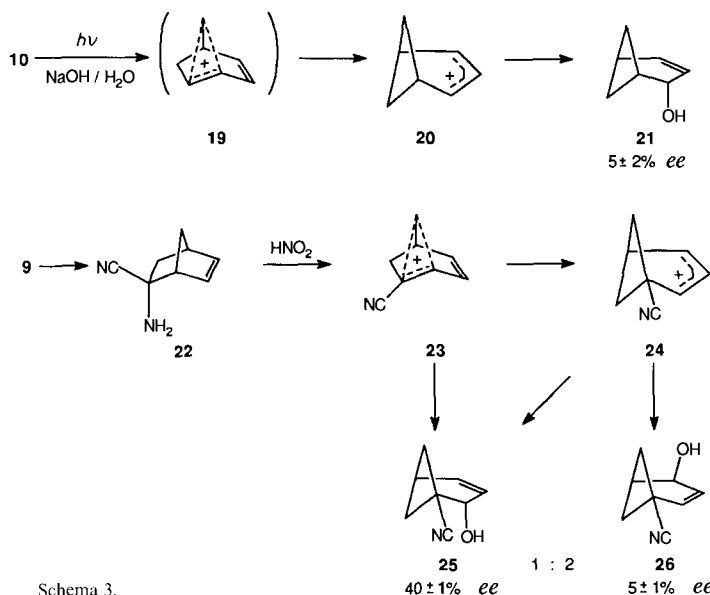 10
hν
NaOH / H₂O
+
19
+
20
OH
21
5 ± 2% ee
9
NC
NH₂
22
HNO₂
+
NC
23
+
NC
24
NC OH
25
40 ± 1% ee
1 : 2
OH
NC
26
5 ± 1% ee
Schema 3.